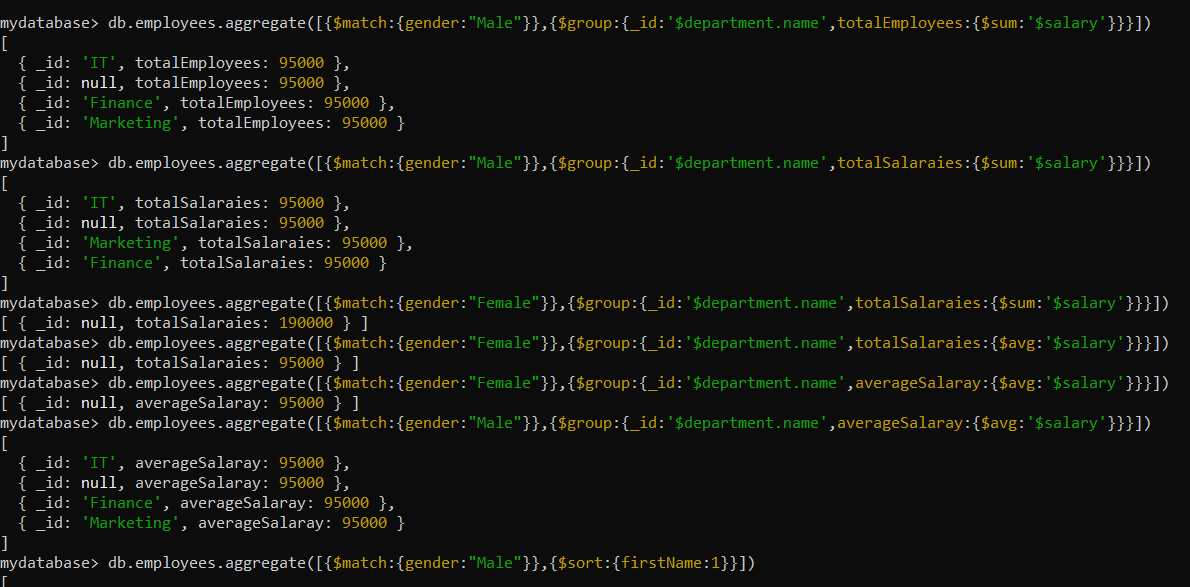 mydatabase> db.employees.aggregate([{$match:{gender:"Male"}},{$group:{_id:'$department.name',totalEmployees:{$sum:'$salary'}}}])
[
  { _id: 'IT', totalEmployees: 95000 },
  { _id: null, totalEmployees: 95000 },
  { _id: 'Finance', totalEmployees: 95000 },
  { _id: 'Marketing', totalEmployees: 95000 }
]
mydatabase> db.employees.aggregate([{$match:{gender:"Male"}},{$group:{_id:'$department.name',totalSalaraies:{$sum:'$salary'}}}])
[
  { _id: 'IT', totalSalaraies: 95000 },
  { _id: null, totalSalaraies: 95000 },
  { _id: 'Marketing', totalSalaraies: 95000 },
  { _id: 'Finance', totalSalaraies: 95000 }
]
mydatabase> db.employees.aggregate([{$match:{gender:"Female"}},{$group:{_id:'$department.name',totalSalaraies:{$sum:'$salary'}}}])
[ { _id: null, totalSalaraies: 190000 } ]
mydatabase> db.employees.aggregate([{$match:{gender:"Female"}},{$group:{_id:'$department.name',totalSalaraies:{$avg:'$salary'}}}])
[ { _id: null, totalSalaraies: 95000 } ]
mydatabase> db.employees.aggregate([{$match:{gender:"Female"}},{$group:{_id:'$department.name',averageSalaray:{$avg:'$salary'}}}])
[ { _id: null, averageSalaray: 95000 } ]
mydatabase> db.employees.aggregate([{$match:{gender:"Male"}},{$group:{_id:'$department.name',averageSalaray:{$avg:'$salary'}}}])
[
  { _id: 'IT', averageSalaray: 95000 },
  { _id: null, averageSalaray: 95000 },
  { _id: 'Finance', averageSalaray: 95000 },
  { _id: 'Marketing', averageSalaray: 95000 }
]
mydatabase> db.employees.aggregate([{$match:{gender:"Male"}},{$sort:{firstName:1}}])
[